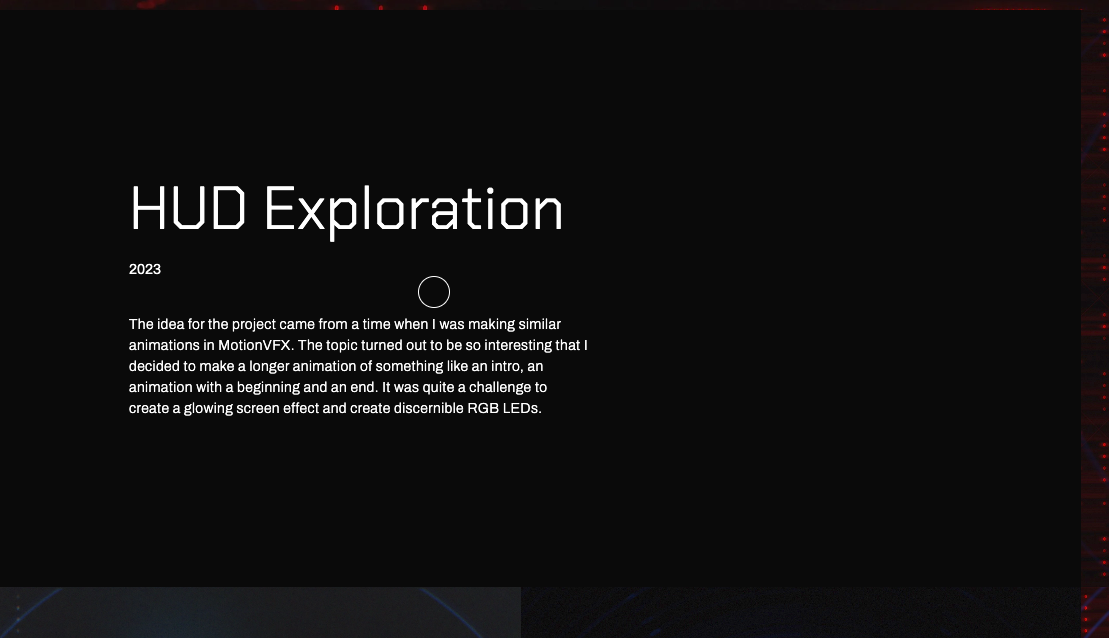 HUD Exploration
2023
The idea for the project came from a time when I was making similar
animations in MotionVFX. The topic turned out to be so interesting that I
decided to make a longer animation of something like an intro, an
animation with a beginning and an end. It was quite a challenge to
create a glowing screen effect and create discernible RGB LEDs.